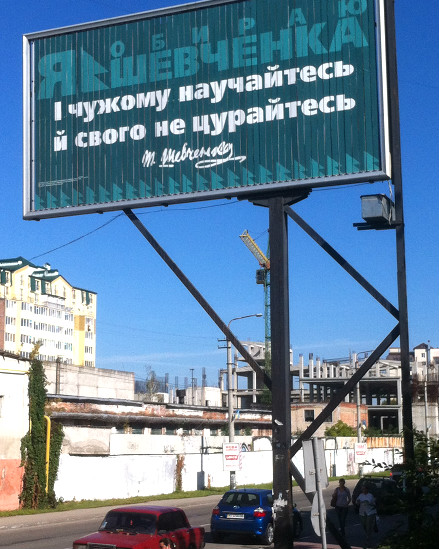 Я ОБИРАЮ
ШЕВЧЕНКА
І чужому научайтесь
й свого не цурайтесь
Т. Шевченко